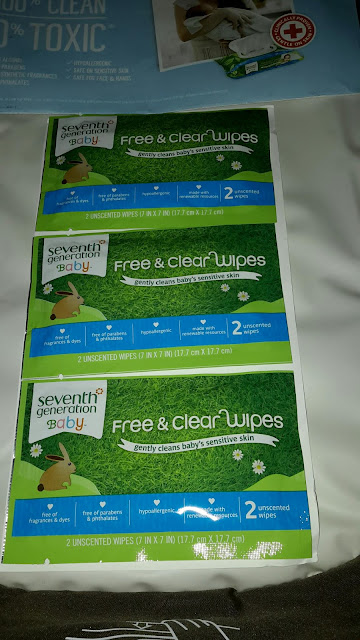 100% CLEAN
0% TOXIC
HYPOALLERGENIC
SAFE ON SENSITIVE SKIN
SAFE FOR FACE & HANDS
CLINICALLY PROVEN
GENTLE ON SKIN
seventh
generation
Baby
Free & Clear Wipes
gently cleans baby's sensitive skin
free of
fragrances & dyes
free of parabens
& phthalates
hypoallergenic
made with
renewable resources
2 unscented
wipes
2 UNSCENTED WIPES (7 IN X 7 IN) (17.7 cm X 17.7 cm)
seventh
generation
Baby
Free & Clear Wipes
gently cleans baby's sensitive skin
free of
fragrances & dyes
free of parabens
& phthalates
hypoallergenic
made with
renewable resources
2 unscented
wipes
2 UNSCENTED WIPES (7 IN X 7 IN) (17.7 cm X 17.7 cm)
seventh
generation
Baby
Free & Clear Wipes
gently cleans baby's sensitive skin
free of
fragrances & dyes
free of parabens
& phthalates
hypoallergenic
made with
renewable resources
2 unscented
wipes
2 UNSCENTED WIPES (7 IN X 7 IN) (17.7 cm X 17.7 cm)